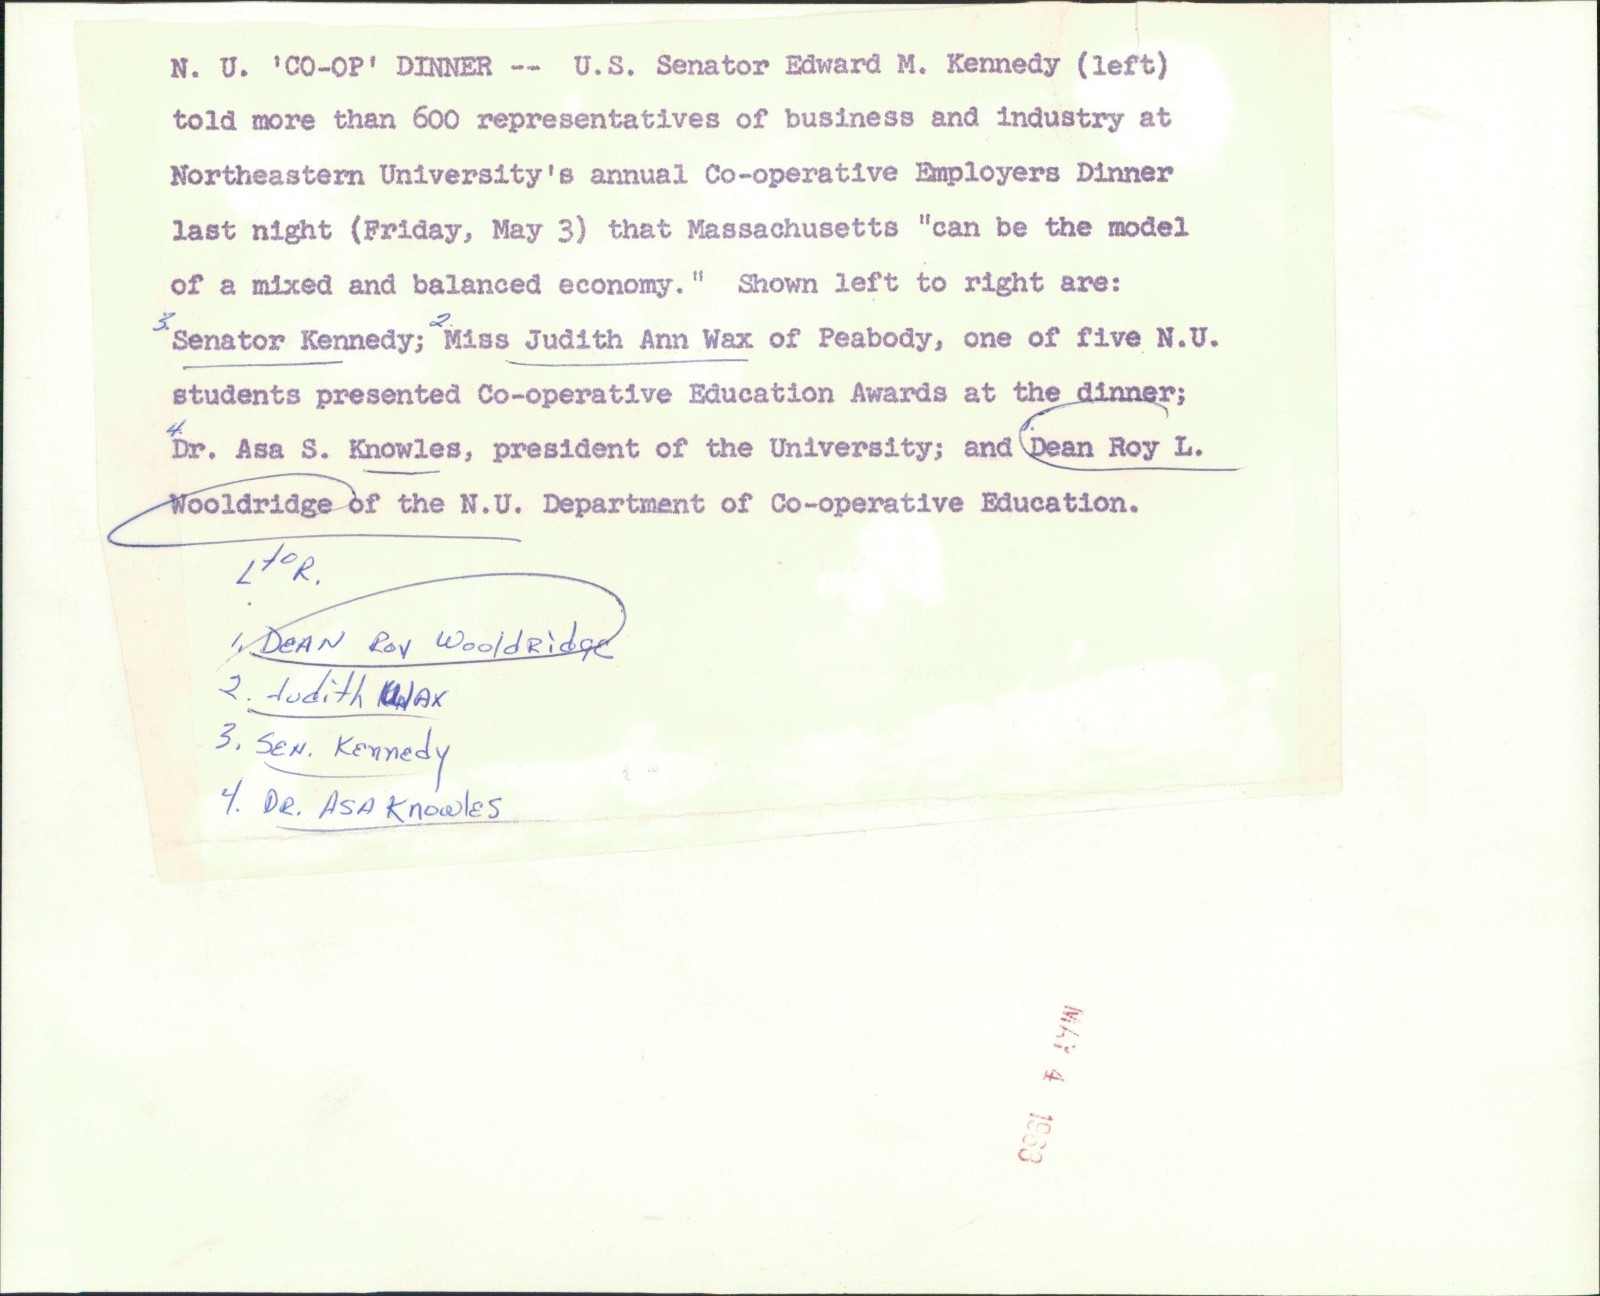 N. U. 'CO-OP' DINNER -- U.S. Senator Edward M. Kennedy (left)
told more than 600 representatives of business and industry at
Northeastern University's annual Co-operative Employers Dinner
last night (Friday, May 3) that Massachusetts "can be the model
of a mixed and balanced economy." Shown left to right are:
3. Senator Kennedy; 2. Miss Judith Ann Wax of Peabody, one of five N.U.
students presented Co-operative Education Awards at the dinner;
4. Dr. Asa S. Knowles, president of the University; and 1. Dean Roy L.
Wooldridge of the N.U. Department of Co-operative Education.
L to R.
1. DEAN ROY WooldRidge
2. Judith WAX
3. SEN. Kennedy
4. DR. ASA KnowlES
MAY 4 1963